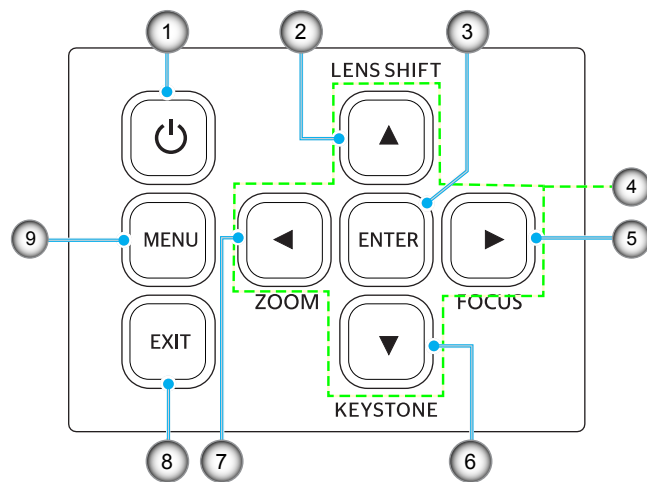 1
2
3
LENS SHIFT
4
9
MENU
ENTER
5
ZOOM
FOCUS
EXIT
KEYSTONE
8
7
6